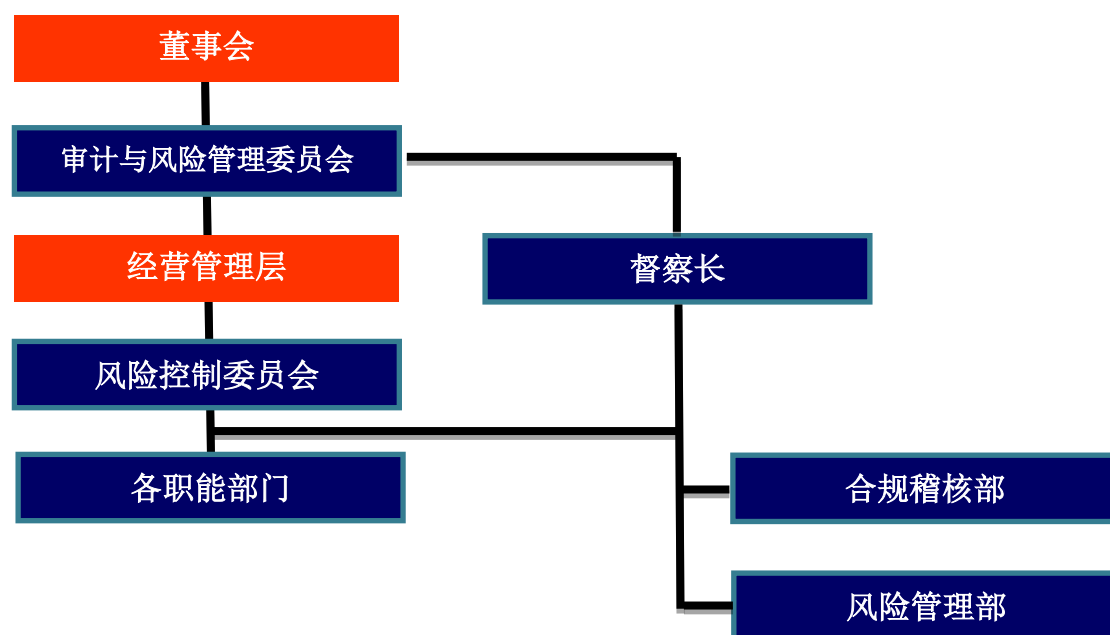 董事会
审计与风险管理委员会
经营管理层
督察长
风险控制委员会
各职能部门
合规稽核部
风险管理部